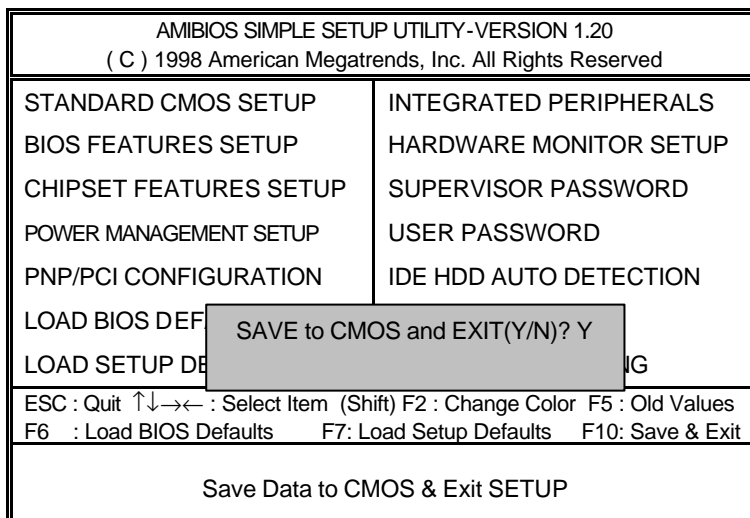 AMIBIOS SIMPLE SETUP UTILITY-VERSION 1.20
( C ) 1998 American Megatrends, Inc. All Rights Reserved
STANDARD CMOS SETUP
BIOS FEATURES SETUP
CHIPSET FEATURES SETUP
POWER MANAGEMENT SETUP
PNP/PCI CONFIGURATION
LOAD BIOS
LOAD SETUP
INTEGRATED PERIPHERALS
HARDWARE MONITOR SETUP
SUPERVISOR PASSWORD
USER PASSWORD
IDE HDD AUTO DETECTION
SAVE to CMOS and EXIT(Y/N)? Y
ESC : Quit ↑↓→← : Select Item (Shift) F2 : Change Color F5 : Old Values
F6 : Load BIOS Defaults F7: Load Setup Defaults F10: Save & Exit
Save Data to CMOS & Exit SETUP